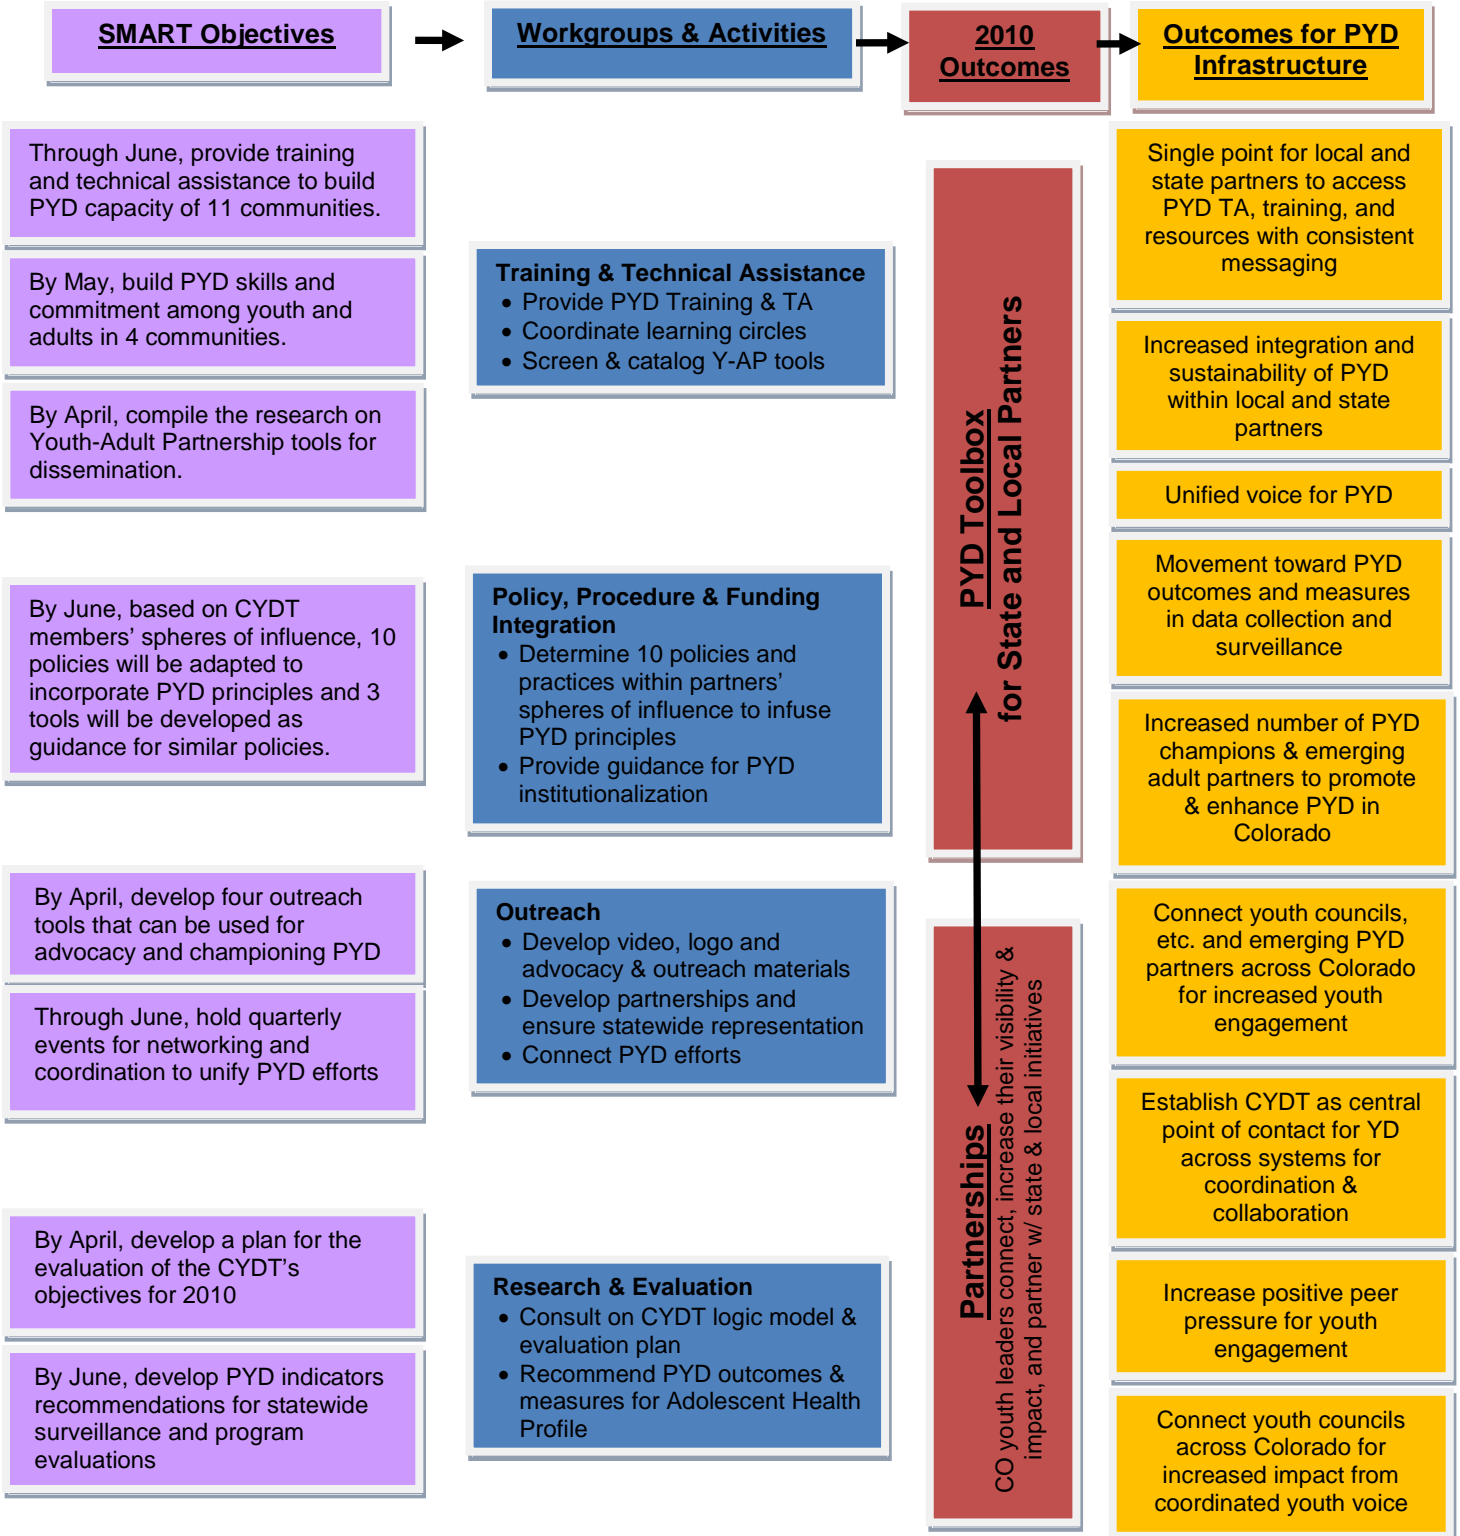 SMART Objectives
Workgroups & Activities
2010
Outcomes
Outcomes for PYD
Infrastructure
Through June, provide training
and technical assistance to build
PYD capacity of 11 communities.
By May, build PYD skills and
commitment among youth and
adults in 4 communities.
By April, compile the research on
Youth-Adult Partnership tools for
dissemination.
By June, based on CYDT
members’ spheres of influence, 10
policies will be adapted to
incorporate PYD principles and 3
tools will be developed as
guidance for similar policies.
By April, develop four outreach
tools that can be used for
advocacy and championing PYD
Through June, hold quarterly
events for networking and
coordination to unify PYD efforts
By April, develop a plan for the
evaluation of the CYDT’s
objectives for 2010
By June, develop PYD indicators
recommendations for statewide
surveillance and program
evaluations
Training & Technical Assistance
• Provide PYD Training & TA
• Coordinate learning circles
• Screen & catalog Y-AP tools
Policy, Procedure & Funding
Integration
• Determine 10 policies and
practices within partners’
spheres of influence to infuse
PYD principles
• Provide guidance for PYD
institutionalization
Outreach
• Develop video, logo and
advocacy & outreach materials
• Develop partnerships and
ensure statewide representation
• Connect PYD efforts
Research & Evaluation
• Consult on CYDT logic model &
evaluation plan
• Recommend PYD outcomes &
measures for Adolescent Health
Profile
PYD Toolbox
for State and Local Partners
Partnerships
CO youth leaders connect, increase their visibility &
impact, and partner w/ state & local initiatives
Single point for local and
state partners to access
PYD TA, training, and
resources with consistent
messaging
Increased integration and
sustainability of PYD
within local and state
partners
Unified voice for PYD
Movement toward PYD
outcomes and measures
in data collection and
surveillance
Increased number of PYD
champions & emerging
adult partners to promote
& enhance PYD in
Colorado
Connect youth councils,
etc. and emerging PYD
partners across Colorado
for increased youth
engagement
Establish CYDT as central
point of contact for YD
across systems for
coordination &
collaboration
Increase positive peer
pressure for youth
engagement
Connect youth councils
across Colorado for
increased impact from
coordinated youth voice